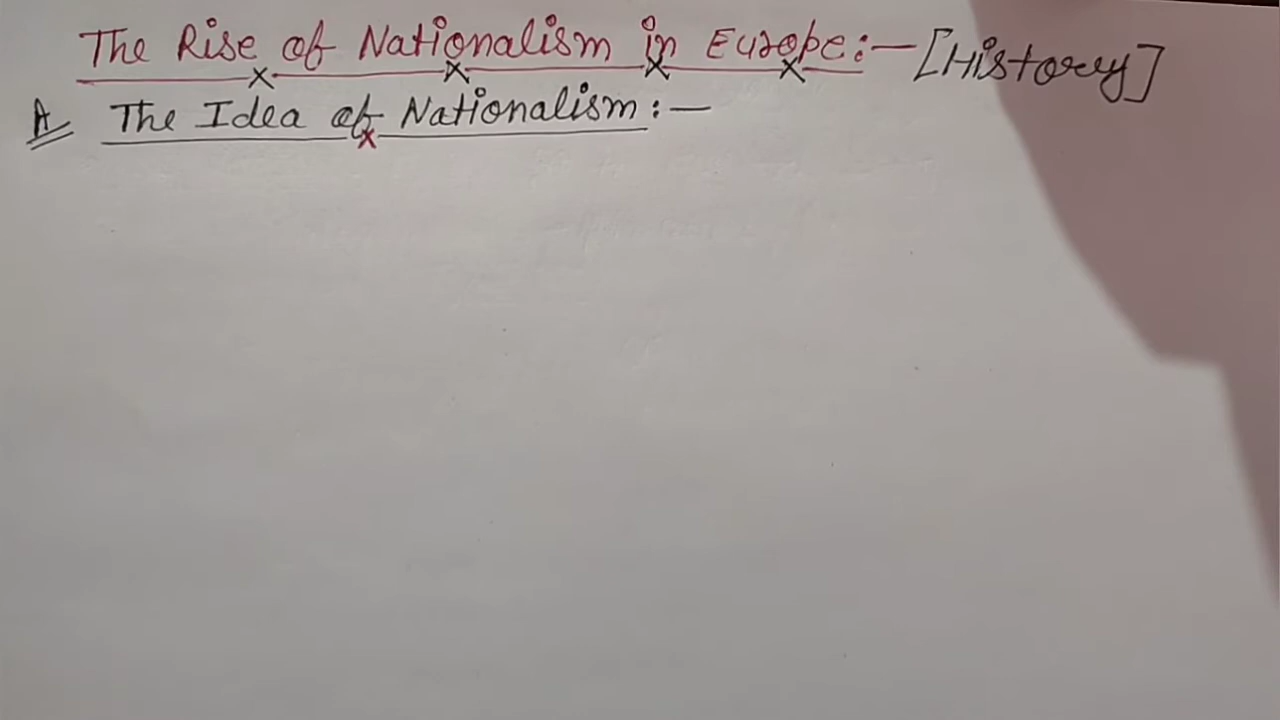 The Rise of Nationalism in Europe:— [History]
A The Idea of Nationalism:—